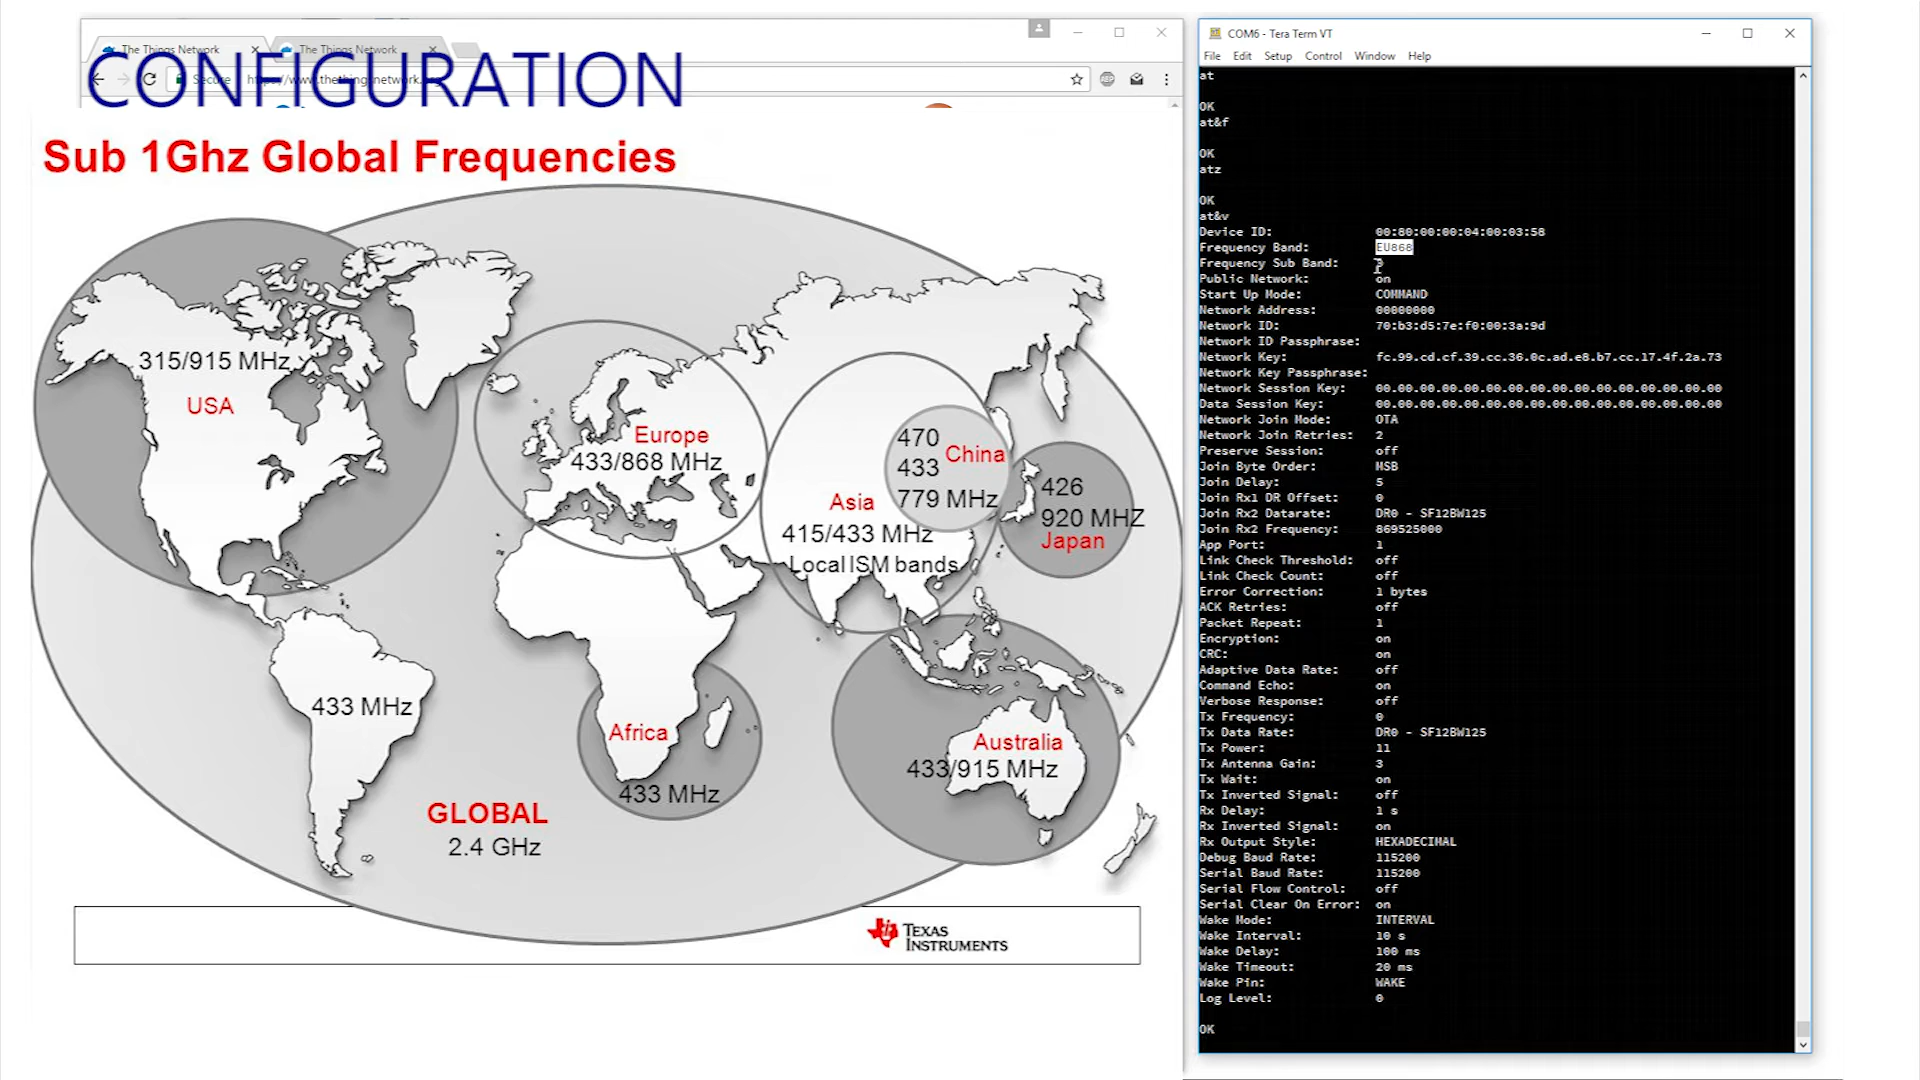 The Things Network
The Things Network
Secure
CONFIGURATION
Sub 1Ghz Global Frequencies
315/915 MHz
USA
Europe
433/868 MHz
470
China
433
779 MHz
Asia
415/433 MHz
Local ISM bands
426
920 MHZ
Japan
433 MHz
Africa
433 MHz
Australia
433/915 MHz
GLOBAL
2.4 GHz
TEXAS
INSTRUMENTS
COM6 - Tera Term VT
File Edit Setup Control Window Help
at
OK
at&f
OK
atz
OK
at&v
Device ID: 00:80:00:00:04:00:03:58
Frequency Band: EU868
Frequency Sub Band:
Public Network: on
Start Up Mode: COMMAND
Network Address: 00000000
Network ID: 70:b3:d5:7e:f0:00:3a:9d
Network ID Passphrase:
Network Key: fc.99.cd.cf.39.cc.36.0c.ad.e8.b7.cc.17.4f.2a.73
Network Key Passphrase:
Network Session Key: 00.00.00.00.00.00.00.00.00.00.00.00.00.00.00.00
Data Session Key: 00.00.00.00.00.00.00.00.00.00.00.00.00.00.00.00
Network Join Mode: OTA
Network Join Retries: 2
Preserve Session: off
Join Byte Order: MSB
Join Delay: 5
Join Rx1 DR Offset: 0
Join Rx2 Datarate: DR0 - SF12BW125
Join Rx2 Frequency: 869525000
App Port: 1
Link Check Threshold: off
Link Check Count: off
Error Correction: 1 bytes
ACK Retries: off
Packet Repeat: 1
Encryption: on
CRC: on
Adaptive Data Rate: off
Command Echo: on
Verbose Response: off
Tx Frequency: 0
Tx Data Rate: DR0 - SF12BW125
Tx Power: 11
Tx Antenna Gain: 3
Tx Wait: on
Tx Inverted Signal: off
Rx Delay: 1 s
Rx Inverted Signal: on
Rx Output Style: HEXADECIMAL
Debug Baud Rate: 115200
Serial Baud Rate: 115200
Serial Flow Control: off
Serial Clear On Error: on
Wake Mode: INTERVAL
Wake Interval: 10 s
Wake Delay: 100 ms
Wake Timeout: 20 ms
Wake Pin: WAKE
Log Level: 0
OK